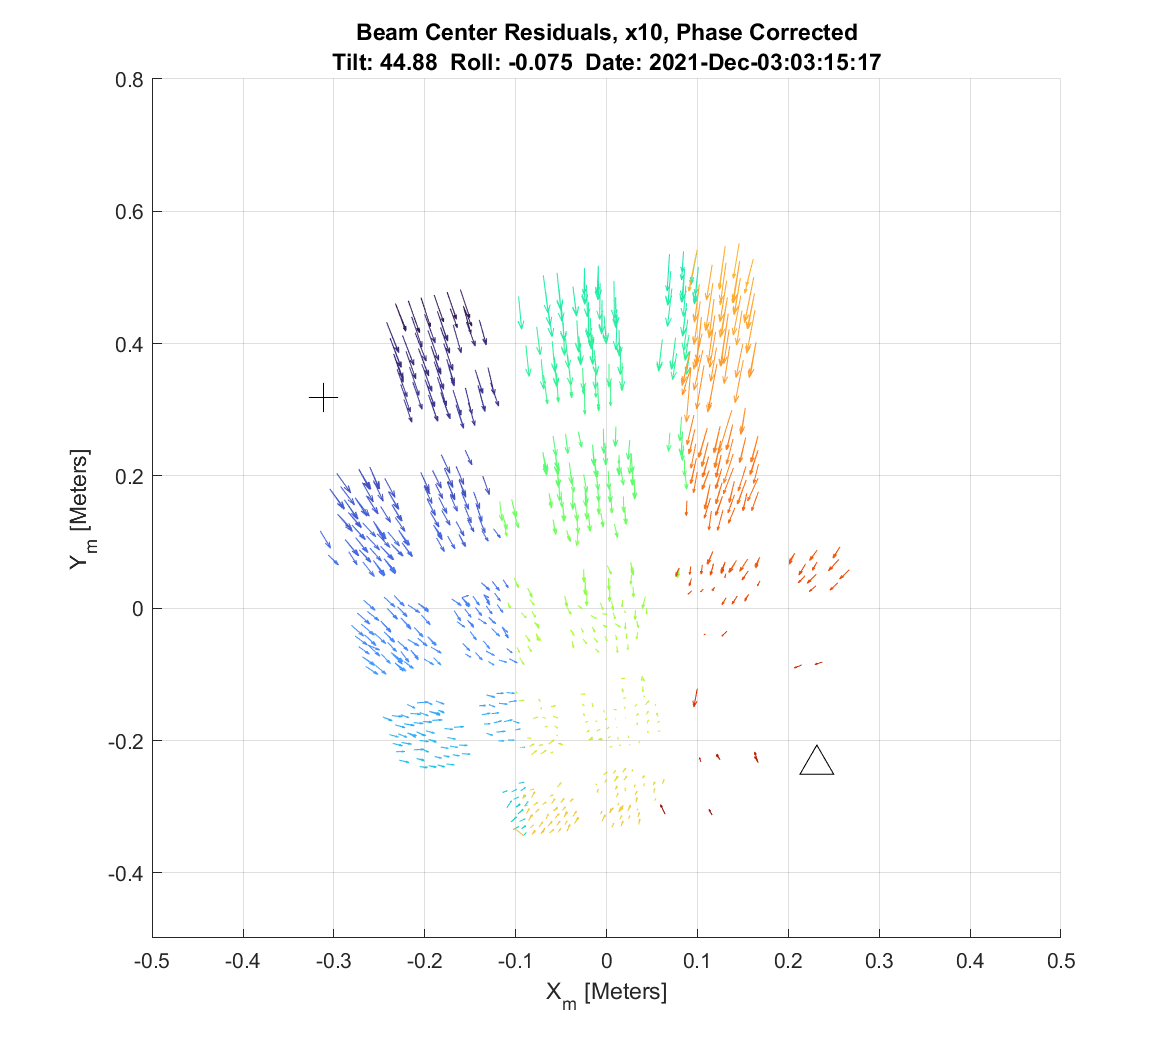 Beam Center Residuals, x10, Phase Corrected
Tilt: 44.88  Roll: -0.075  Date: 2021-Dec-03:03:15:17
0.8
0.6
0.4
0.2
0
-0.2
-0.4
Y_m [Meters]
-0.5 -0.4 -0.3 -0.2 -0.1 0 0.1 0.2 0.3 0.4 0.5
X_m [Meters]